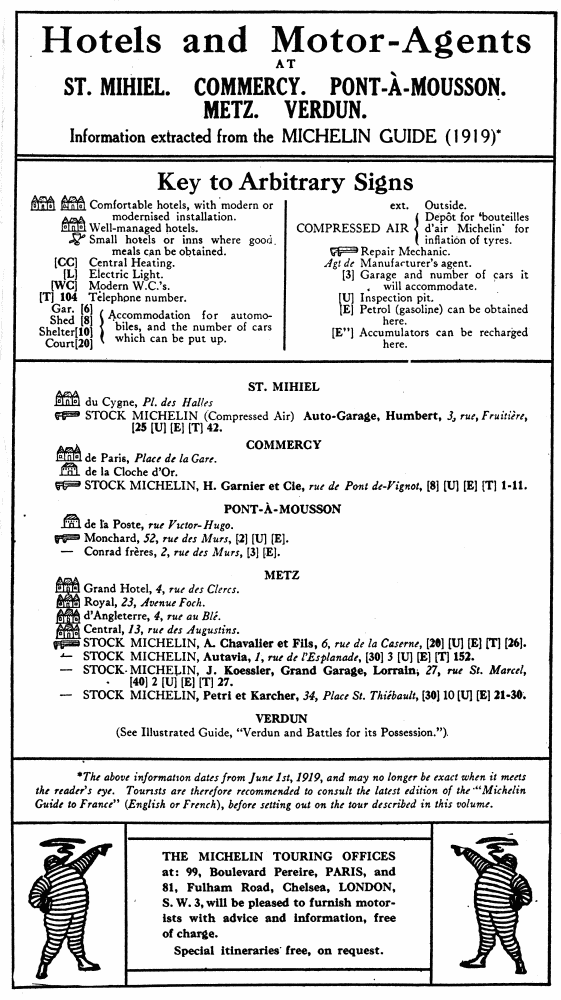 Hotels and Motor-Agents
AT
ST. MIHIEL. COMMERCY. PONT-À-MOUSSON.
METZ. VERDUN.
Information extracted from the MICHELIN GUIDE (1919)*
Key to Arbitrary Signs
Comfortable hotels, with modern or
modernised installation.
Well-managed hotels.
Small hotels or inns where good
meals can be obtained.
[CC] Central Heating.
[L] Electric Light.
[WC] Modern W.C.'s.
[T] 104 Telephone number.
Gar. [6]
Shed [8]
Shelter[10]
Court[20]
Accommodation for automo-
biles, and the number of cars
which can be put up.
ext. Outside.
COMPRESSED AIR
Depôt for 'bouteilles
d'air Michelin' for
inflation of tyres.
Repair Mechanic.
Agt de Manufacturer's agent.
[3] Garage and number of cars it
will accommodate.
[U] Inspection pit.
[E] Petrol (gasoline) can be obtained
here.
[E"] Accumulators can be recharged
here.
ST. MIHIEL
du Cygne, Pl. des Halles
STOCK MICHELIN (Compressed Air) Auto-Garage, Humbert, 3, rue, Fruitière,
[25 [U] [E] [T] 42.
COMMERCY
de Paris, Place de la Gare.
de la Cloche d'Or.
STOCK MICHELIN, H. Garnier et Cie, rue de Pont de-Vignot, [8] [U] [E] [T] 1-11.
PONT-À-MOUSSON
de la Poste, rue Victor-Hugo.
Monchard, 52, rue des Murs, [2] [U] [E].
— Conrad frères, 2, rue des Murs, [3] [E].
METZ
Grand Hotel, 4, rue des Clercs.
Royal, 23, Avenue Foch.
d'Angleterre, 4, rue au Blé.
Central, 13, rue des Augustins.
STOCK MICHELIN, A. Chavalier et Fils, 6, rue de la Caserne, [20] [U] [E] [T] [26].
— STOCK MICHELIN, Autavia, 1, rue de l'Esplanade, [30] 3 [U] [E] [T] 152.
— STOCK MICHELIN, J. Koessler, Grand Garage, Lorrain; 27, rue St. Marcel,
[40] 2 [U] [E] [T] 27.
— STOCK MICHELIN, Petri et Karcher, 34, Place St. Thiébault, [30] 10 [U] [E] 21-30.
VERDUN
(See Illustrated Guide, "Verdun and Battles for its Possession.").
*The above information dates from June 1st, 1919, and may no longer be exact when it meets
the reader's eye. Tourists are therefore recommended to consult the latest edition of the "Michelin
Guide to France" (English or French), before setting out on the tour described in this volume.
THE MICHELIN TOURING OFFICES
at: 99, Boulevard Pereire, PARIS, and
81, Fulham Road, Chelsea, LONDON,
S. W. 3, will be pleased to furnish motor-
ists with advice and information, free
of charge.
Special itineraries free, on request.